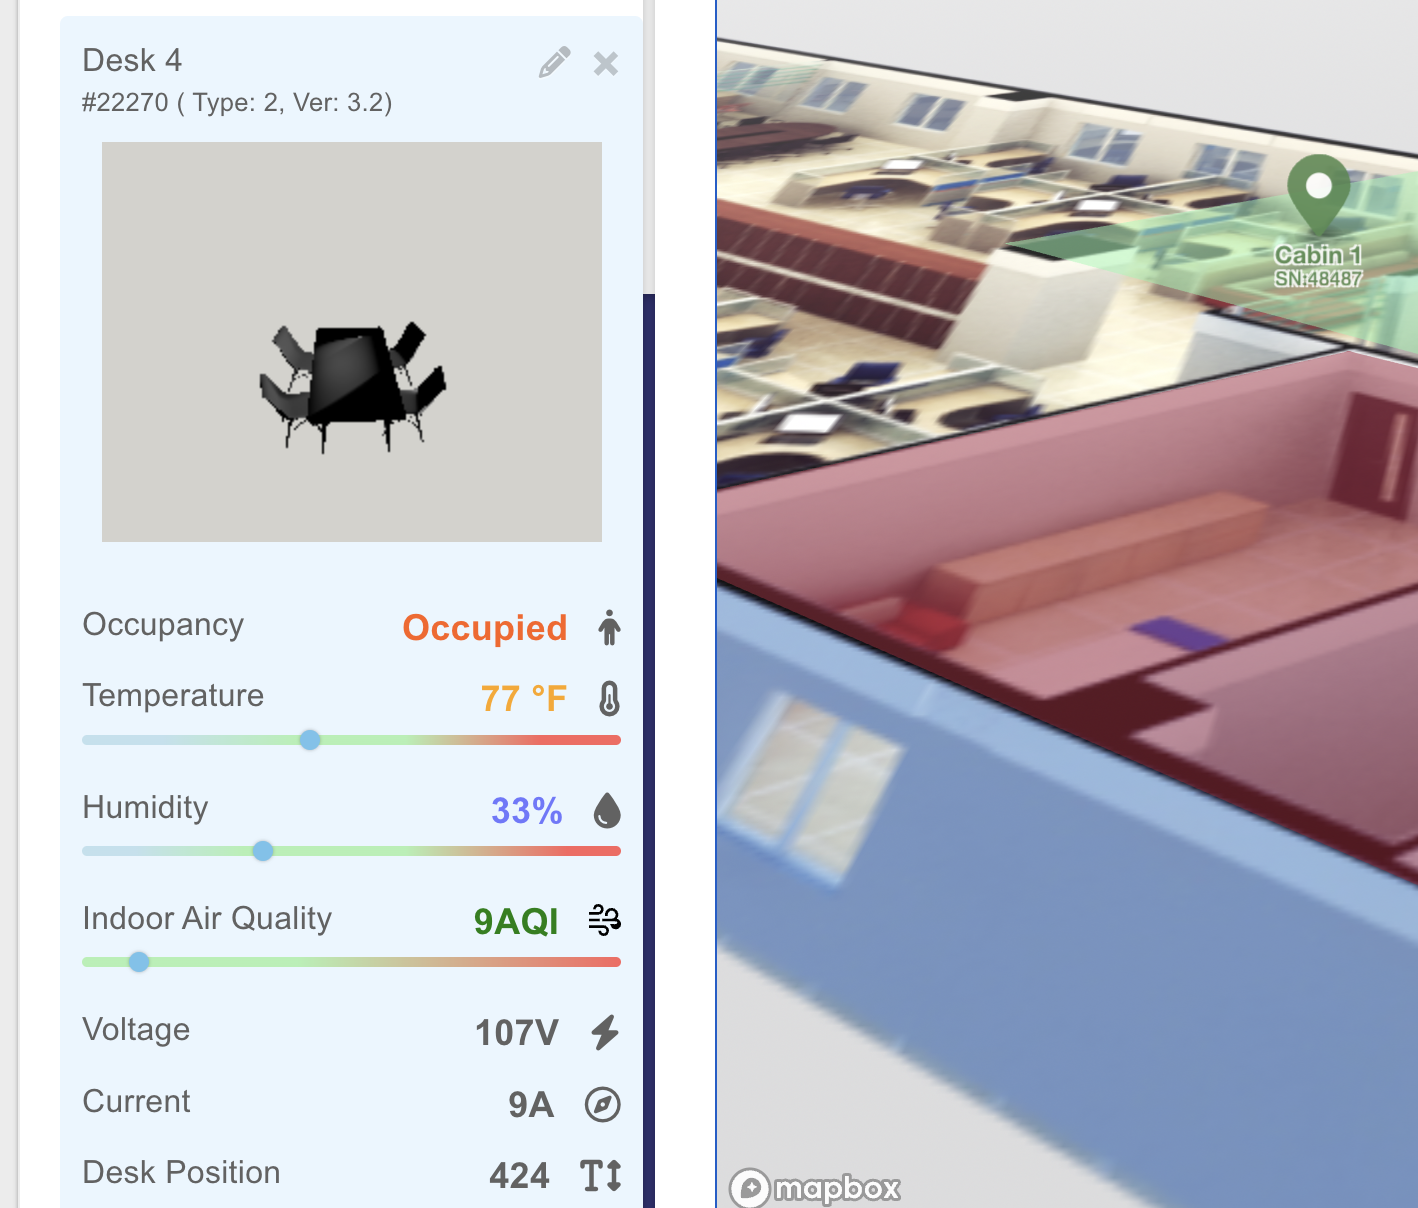 Desk 4
#22270 ( Type: 2, Ver: 3.2)
Occupancy Occupied
Temperature 77 °F
Humidity 33%
Indoor Air Quality 9AQI
Voltage 107V
Current 9A
Desk Position 424
Cabin 1
SN:48487
mapbox